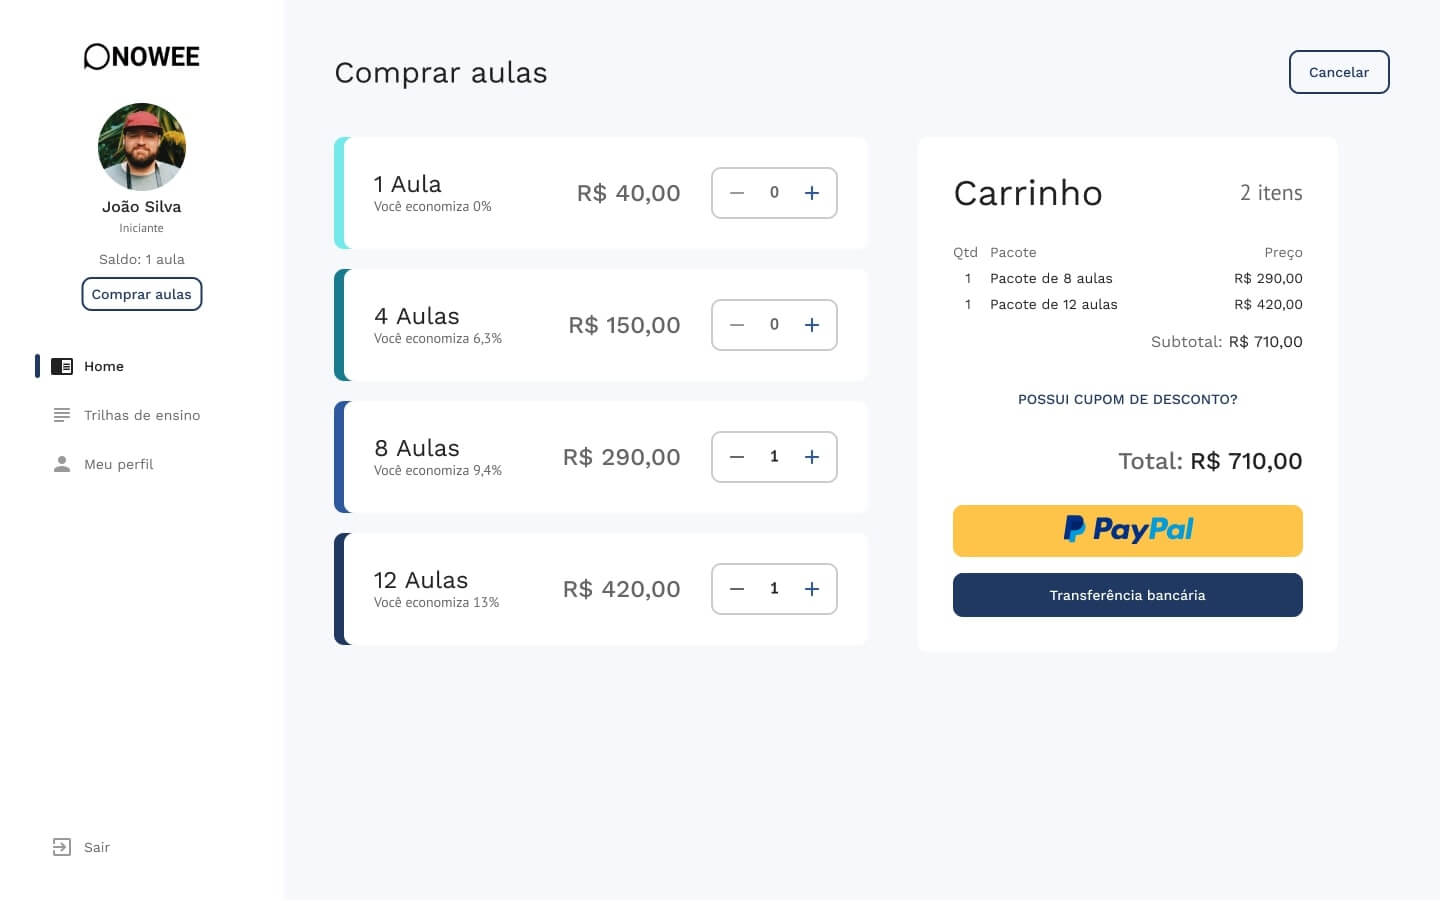 NOWEE
João Silva
Iniciante
Saldo: 1 aula
Comprar aulas
Home
Trilhas de ensino
Meu perfil
Sair
Comprar aulas
Cancelar
1 Aula
Você economiza 0%
R$ 40,00
0
4 Aulas
Você economiza 6,3%
R$ 150,00
0
8 Aulas
Você economiza 9,4%
R$ 290,00
1
12 Aulas
Você economiza 13%
R$ 420,00
1
Carrinho
2 itens
Qtd Pacote Preço
1 Pacote de 8 aulas R$ 290,00
1 Pacote de 12 aulas R$ 420,00
Subtotal: R$ 710,00
POSSUI CUPOM DE DESCONTO?
Total: R$ 710,00
PayPal
Transferência bancária